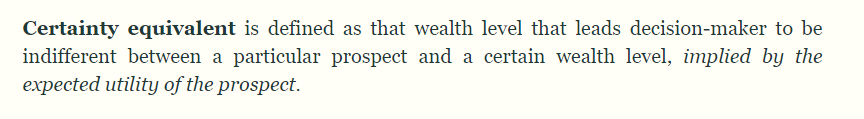 Certainty equivalent is defined as that wealth level that leads decision-maker to be
indifferent between a particular prospect and a certain wealth level, implied by the
expected utility of the prospect.